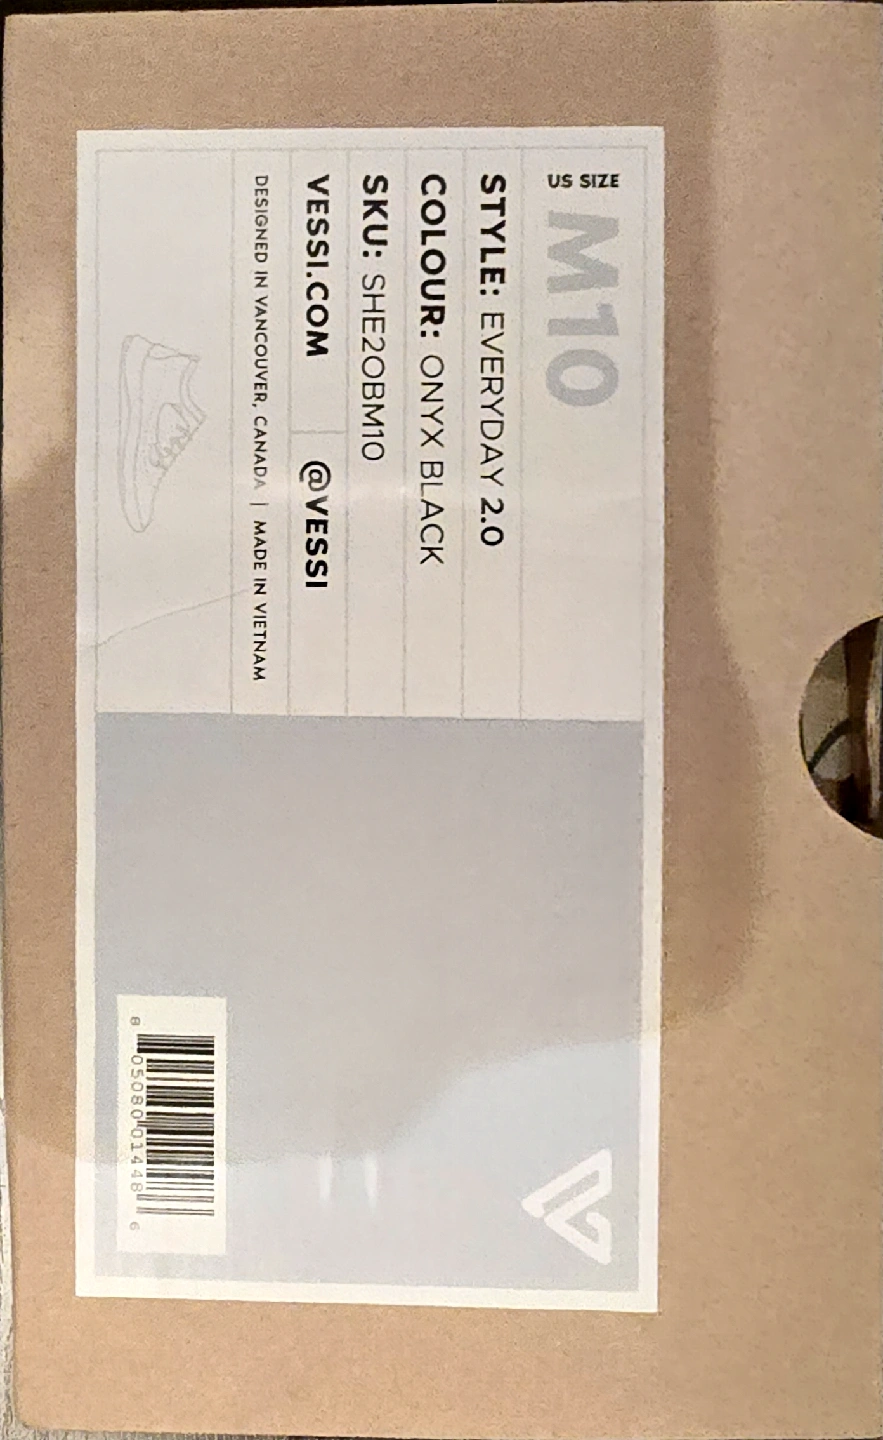 US SIZE
M10
STYLE: EVERYDAY 2.0
COLOUR: ONYX BLACK
SKU: SHE2OBM10
VESSI.COM @VESSI
DESIGNED IN VANCOUVER, CANADA | MADE IN VIETNAM
8 05080 01448 6